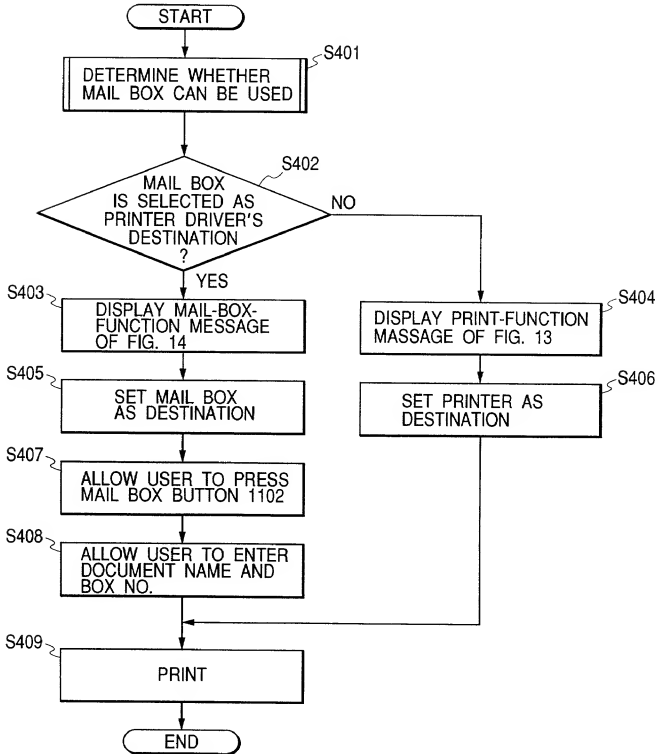 START
S401
DETERMINE WHETHER
MAIL BOX CAN BE USED
S402
MAIL BOX
IS SELECTED AS
PRINTER DRIVER'S
DESTINATION
?
NO
YES
S403
DISPLAY MAIL-BOX-
FUNCTION MESSAGE
OF FIG. 14
S404
DISPLAY PRINT-FUNCTION
MASSAGE OF FIG. 13
S405
SET MAIL BOX
AS DESTINATION
S406
SET PRINTER AS
DESTINATION
S407
ALLOW USER TO PRESS
MAIL BOX BUTTON 1102
S408
ALLOW USER TO ENTER
DOCUMENT NAME AND
BOX NO.
S409
PRINT
END